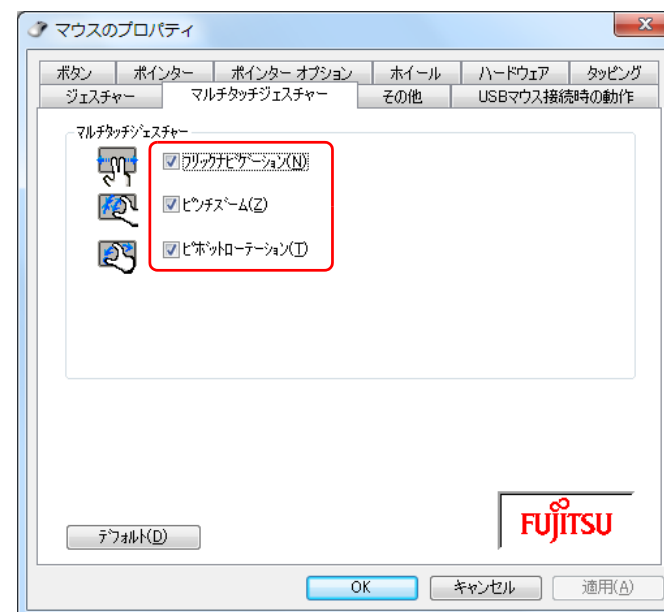 マウスのプロパティ
ボタン ポインター ポインター オプション ホイール ハードウェア タッピング
ジェスチャー マルチタッチジェスチャー その他 USBマウス接続時の動作
マルチタッチジェスチャー
フリックナビゲーション(N)
ピンチズーム(Z)
ピボットローテーション(T)
FUJITSU
デフォルト(D)
OK キャンセル 適用(A)